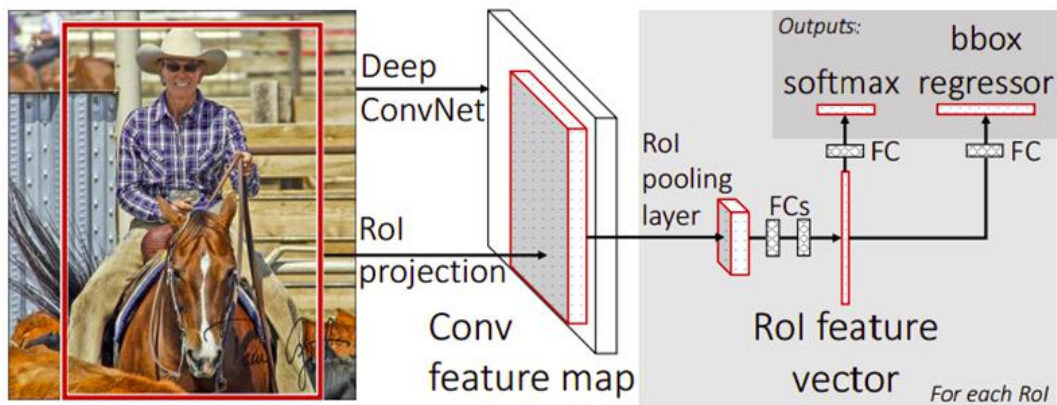 Deep
ConvNet
RoI
projection
Conv
feature map
RoI
pooling
layer
FCs
RoI feature
vector
For each RoI
Outputs:
softmax
bbox
regressor
FC
FC